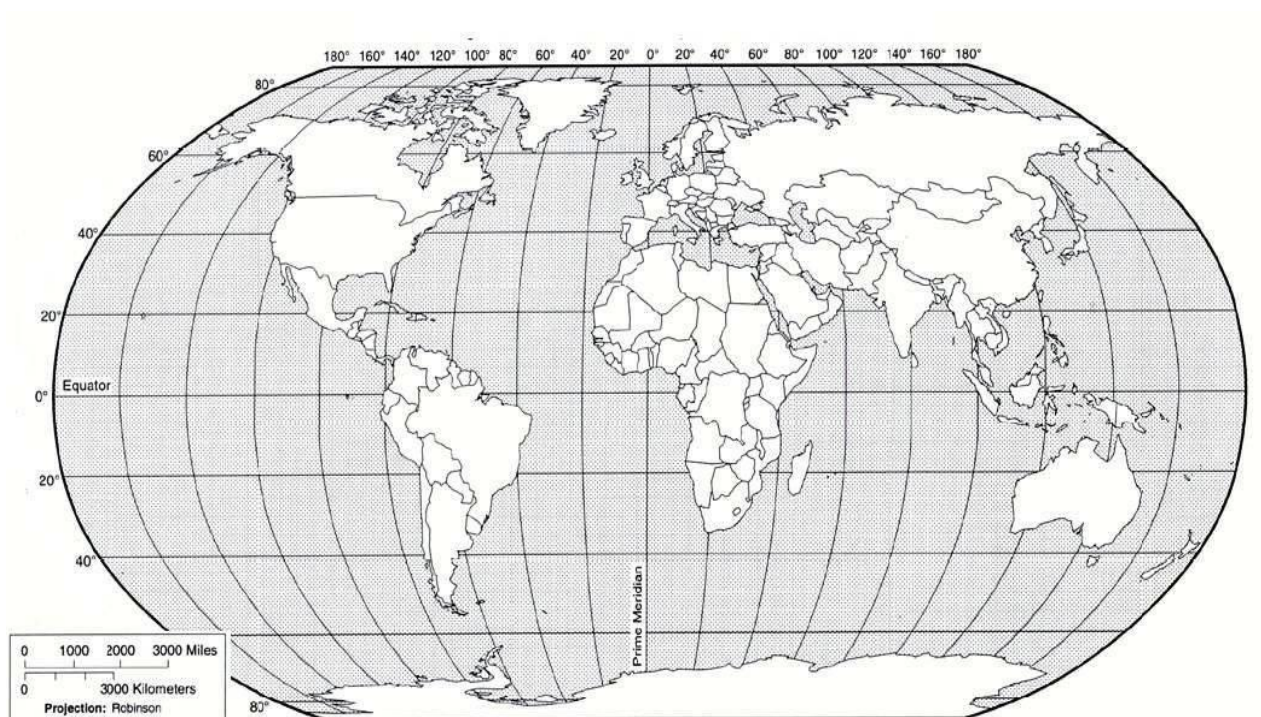 180° 160° 140° 120° 100° 80° 60° 40° 20° 0° 20° 40° 60° 80° 100° 120° 140° 160° 180°
80°
60°
40°
20°
Equator
0°
20°
40°
Prime Meridian
0 1000 2000 3000 Miles
0 3000 Kilometers
Projection: Robinson
80°